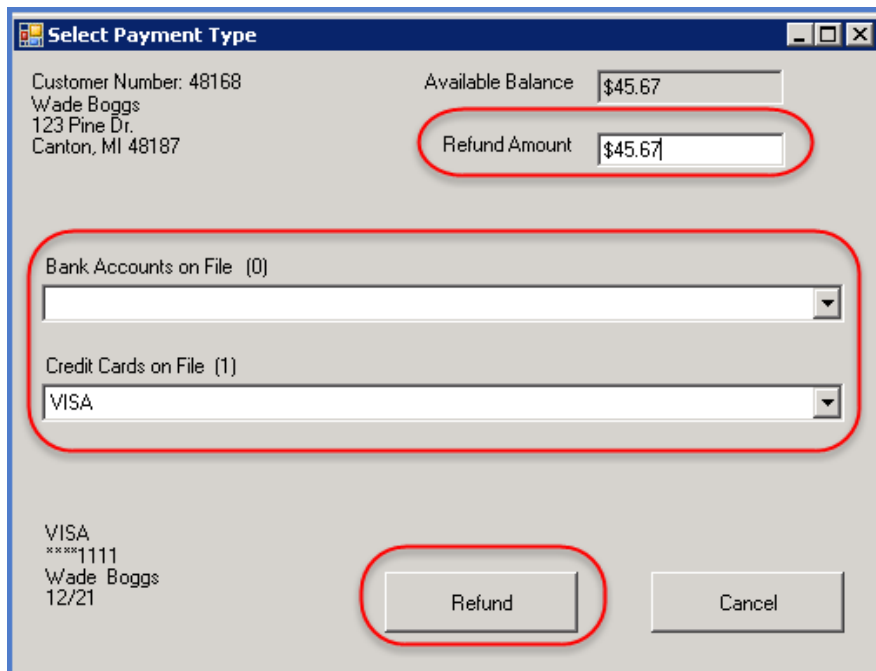 Select Payment Type
Customer Number: 48168
Wade Boggs
123 Pine Dr.
Canton, MI 48187
Available Balance $45.67
Refund Amount $45.67
Bank Accounts on File (0)
Credit Cards on File (1)
VISA
VISA
****1111
Wade Boggs
12/21
Refund
Cancel